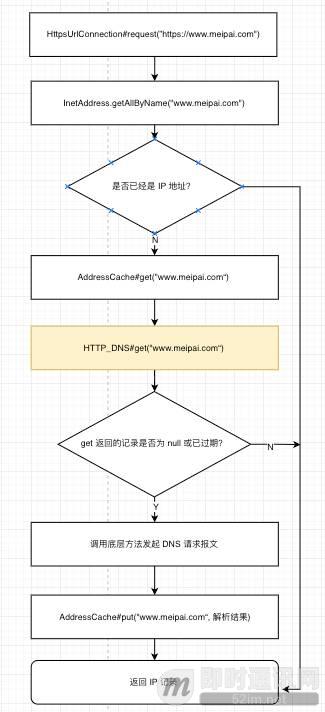 HttpsUrlConnection#request("https://www.meipai.com")
InetAddress.getAllByName("www.meipai.com")
是否已经是 IP 地址?
N
AddressCache#get("www.meipai.com")
HTTP_DNS#get("www.meipai.com")
get 返回的记录是否为 null 或已过期?
N
Y
调用底层方法发起 DNS 请求报文
AddressCache#put("www.meipai.com", 解析结果)
返回 IP 记录
即时通讯网
52im.net